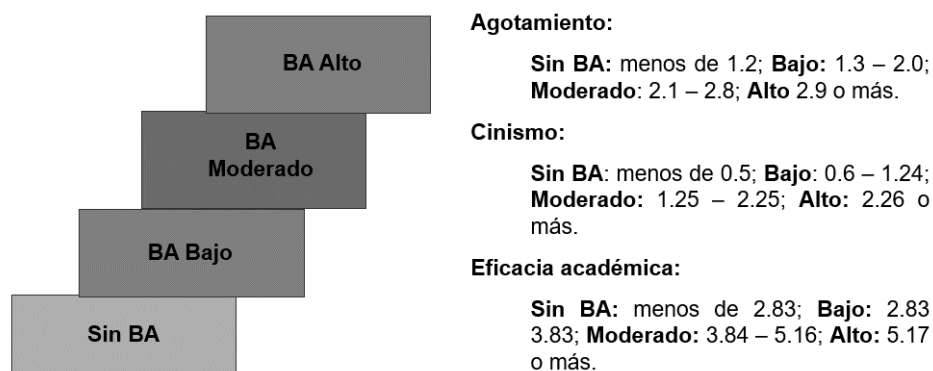 BA Alto
BA
Moderado
BA Bajo
Sin BA
Agotamiento:
Sin BA: menos de 1.2; Bajo: 1.3 – 2.0;
Moderado: 2.1 – 2.8; Alto 2.9 o más.
Cinismo:
Sin BA: menos de 0.5; Bajo: 0.6 – 1.24;
Moderado: 1.25 – 2.25; Alto: 2.26 o
más.
Eficacia académica:
Sin BA: menos de 2.83; Bajo: 2.83
3.83; Moderado: 3.84 – 5.16; Alto: 5.17
o más.